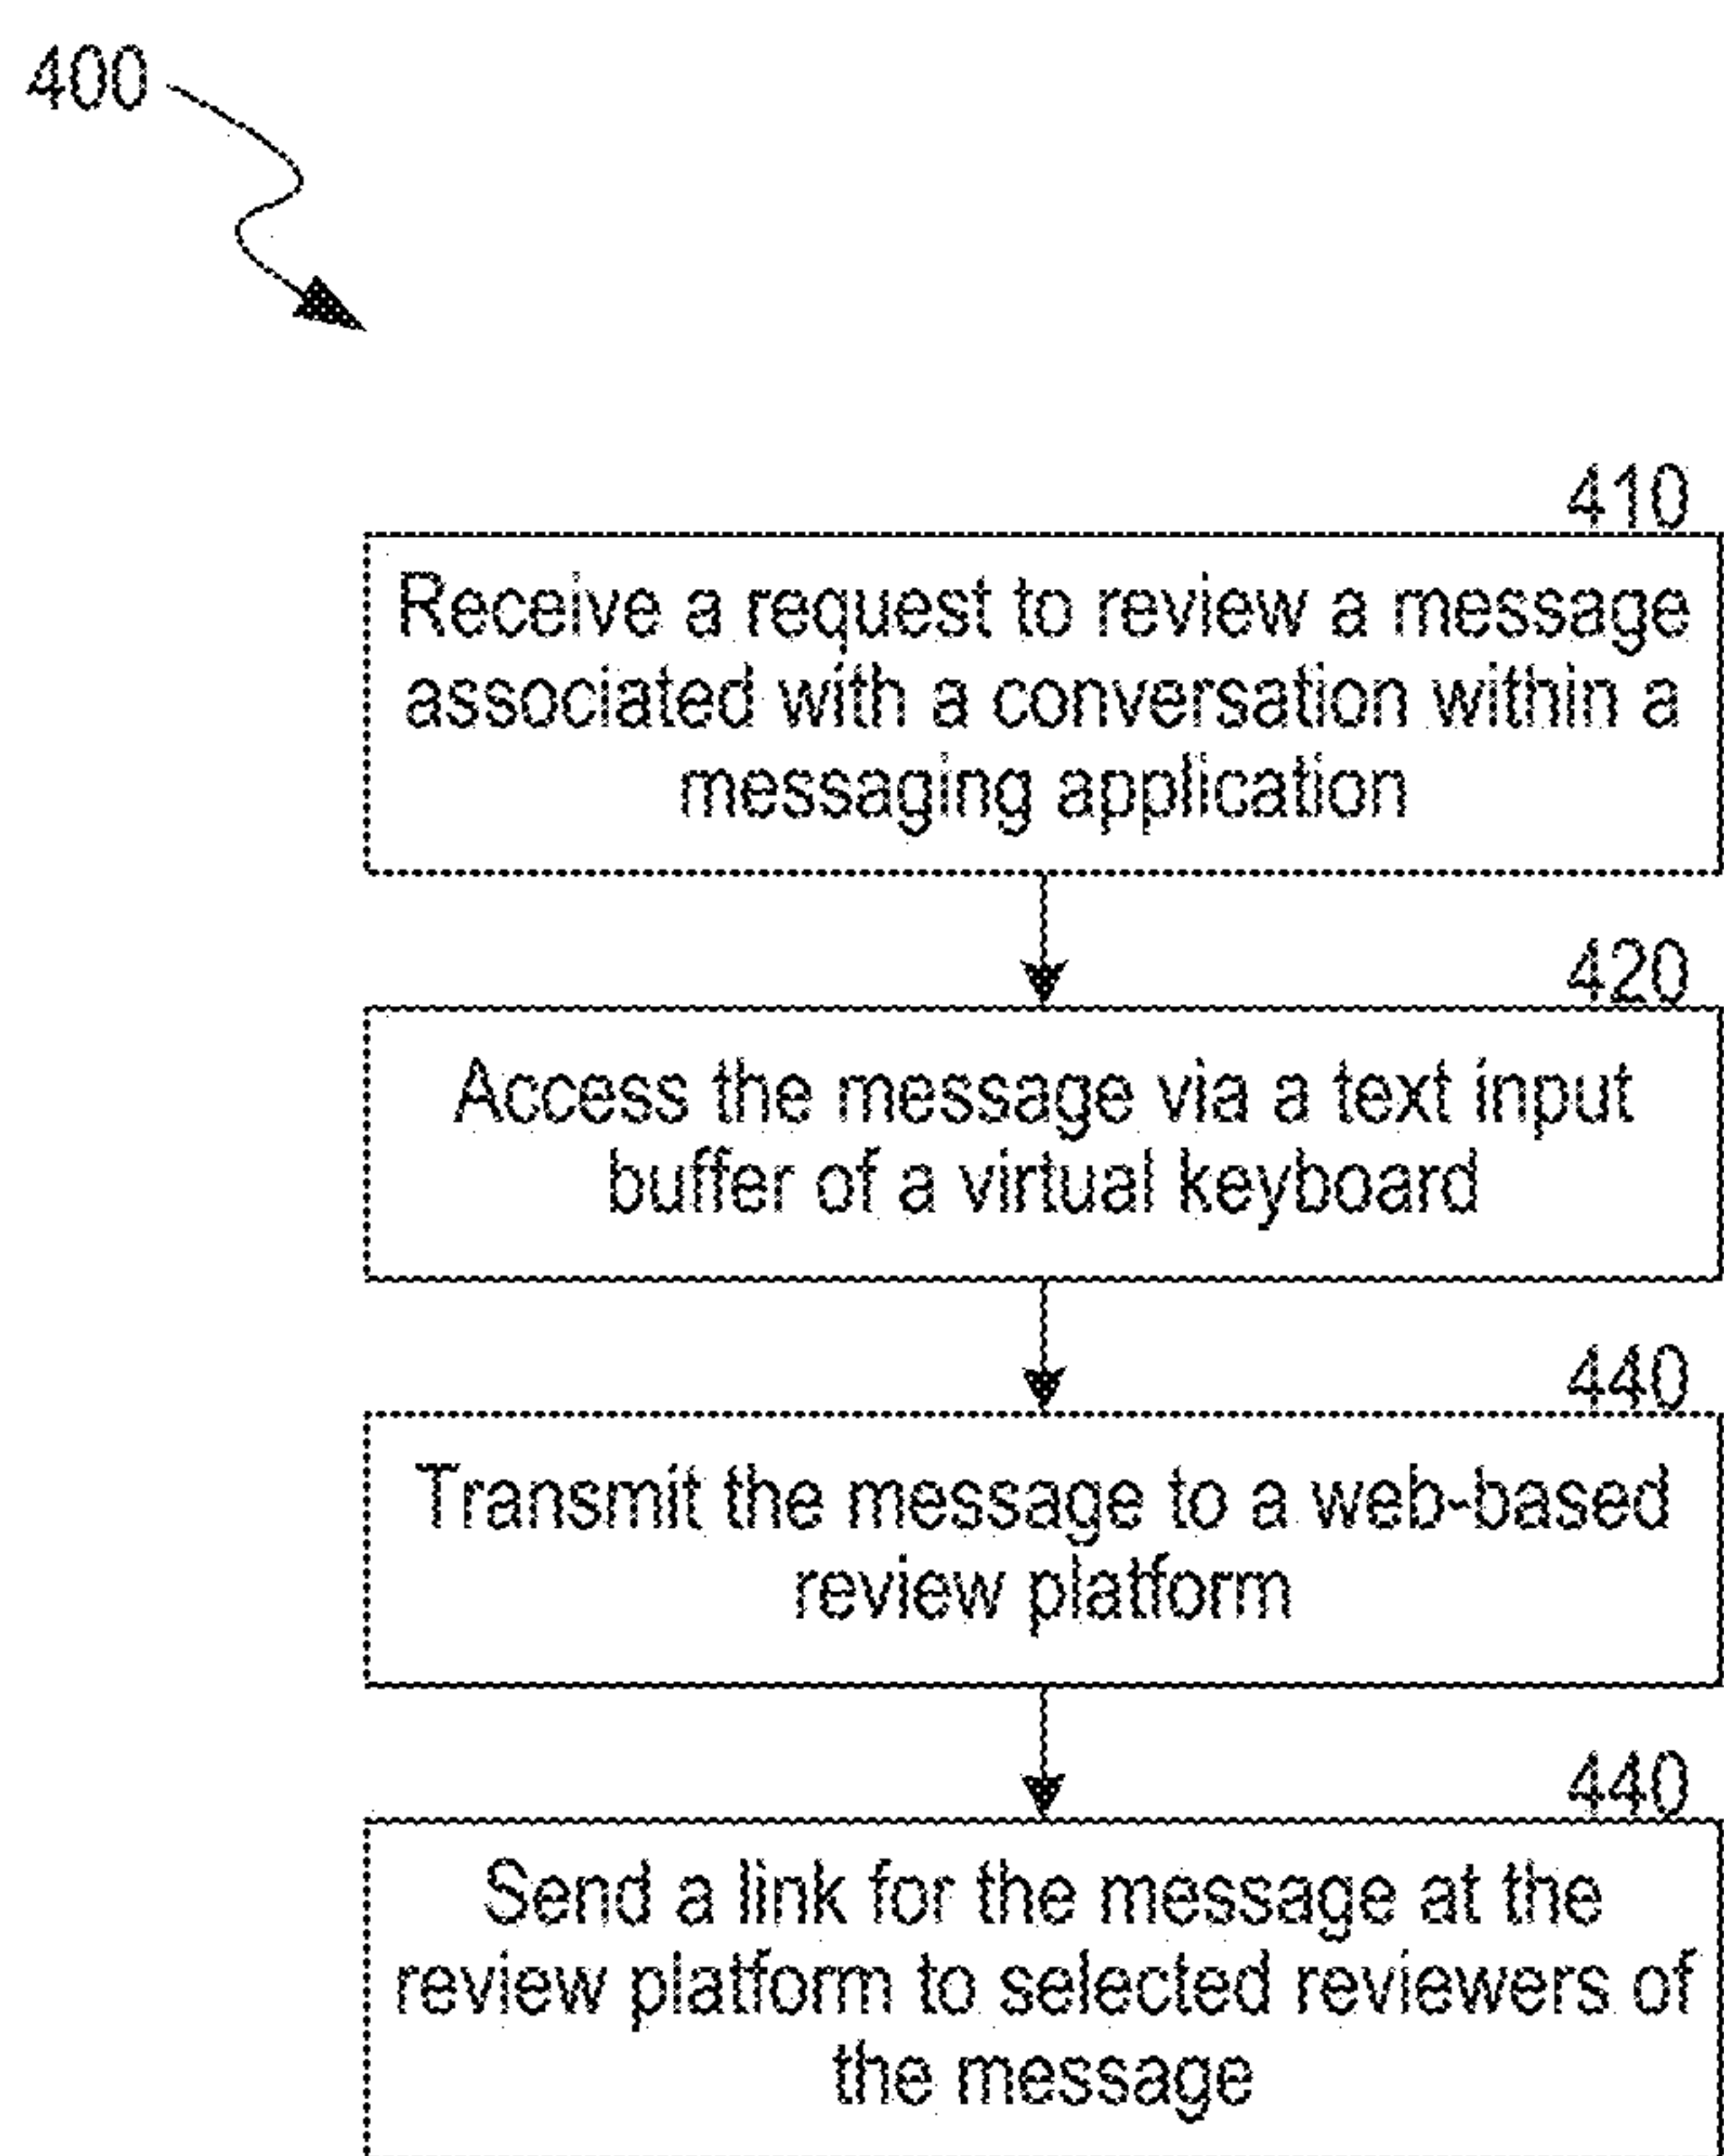 400
410
Receive a request to review a message
associated with a conversation within a
messaging application
420
Access the message via a text input
buffer of a virtual keyboard
440
Transmit the message to a web-based
review platform
440
Send a link for the message at the
review platform to selected reviewers of
the message